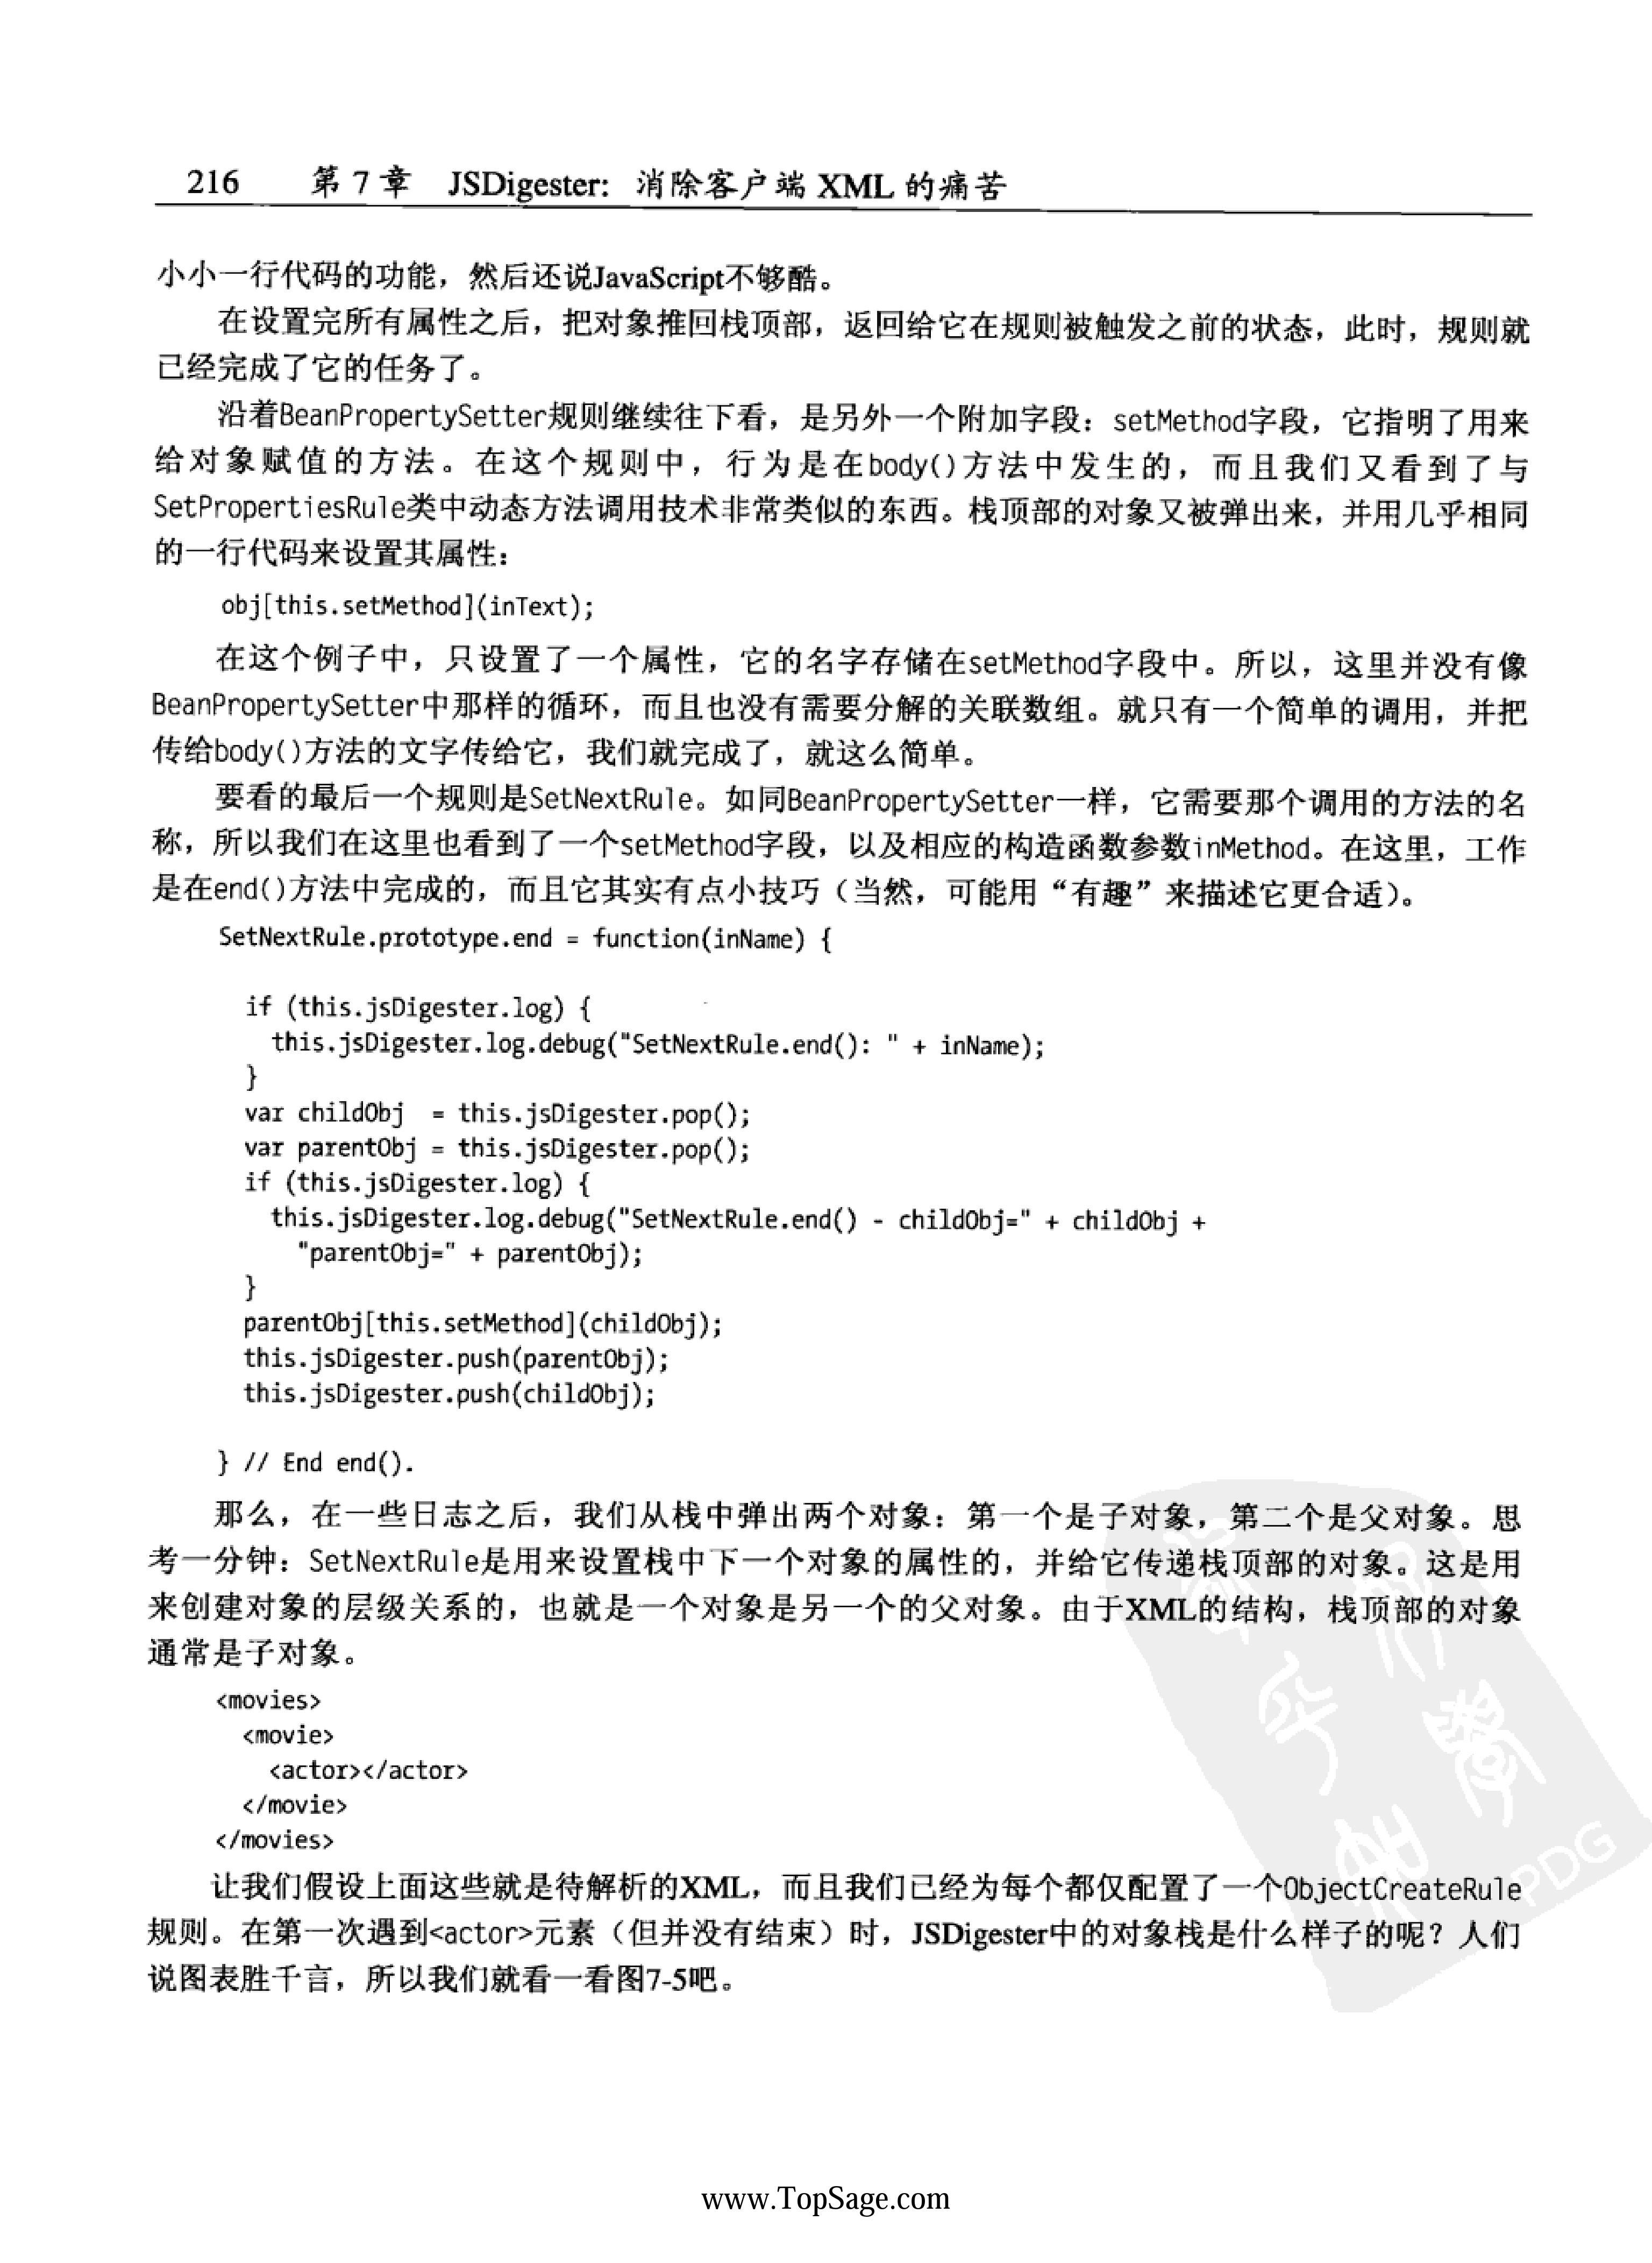 216 第 7 章 JSDigester: 消除客户端 XML 的痛苦
小小一行代码的功能，然后还说JavaScript不够酷。
在设置完所有属性之后，把对象推回栈顶部，返回给它在规则被触发之前的状态，此时，规则就
已经完成了它的任务了。
沿着BeanPropertySetter规则继续往下看，是另外一个附加字段：setMethod字段，它指明了用来
给对象赋值的方法。在这个规则中，行为是在body()方法中发生的，而且我们又看到了与
SetPropertiesRule类中动态方法调用技术非常类似的东西。栈顶部的对象又被弹出来，并用几乎相同
的一行代码来设置其属性：
obj[this.setMethod](inText);
在这个例子中，只设置了一个属性，它的名字存储在setMethod字段中。所以，这里并没有像
BeanPropertySetter中那样的循环，而且也没有需要分解的关联数组。就只有一个简单的调用，并把
传给body()方法的文字传给它，我们就完成了，就这么简单。
要看的最后一个规则是SetNextRule。如同BeanPropertySetter一样，它需要那个调用的方法的名
称，所以我们在这里也看到了一个setMethod字段，以及相应的构造函数参数inMethod。在这里，工作
是在end()方法中完成的，而且它其实有点小技巧（当然，可能用“有趣”来描述它更合适）。
SetNextRule.prototype.end = function(inName) {
if (this.jsDigester.log) {
this.jsDigester.log.debug("SetNextRule.end(): " + inName);
}
var childObj = this.jsDigester.pop();
var parentObj = this.jsDigester.pop();
if (this.jsDigester.log) {
this.jsDigester.log.debug("SetNextRule.end() - childObj=" + childObj +
"parentObj=" + parentObj);
}
parentObj[this.setMethod](childObj);
this.jsDigester.push(parentObj);
this.jsDigester.push(childObj);
} // End end().
那么，在一些日志之后，我们从栈中弹出两个对象：第一个是子对象，第二个是父对象。思
考一分钟：SetNextRule是用来设置栈中下一个对象的属性的，并给它传递栈顶部的对象。这是用
来创建对象的层级关系的，也就是一个对象是另一个的父对象。由于XML的结构，栈顶部的对象
通常是子对象。
<movies>
<movie>
<actor></actor>
</movie>
</movies>
让我们假设上面这些就是待解析的XML，而且我们已经为每个都仅配置了一个ObjectCreateRule
规则。在第一次遇到<actor>元素（但并没有结束）时，JSDigester中的对象栈是什么样子的呢？人们
说图表胜千言，所以我们就看一看图7-5吧。
PDG
www.TopSage.com